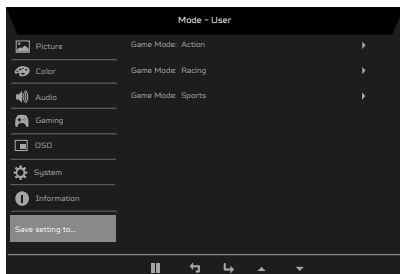 Mode - User
Picture
Game Mode: Action
Color
Game Mode: Racing
Audio
Game Mode: Sports
Gaming
OSD
System
Information
Save setting to...